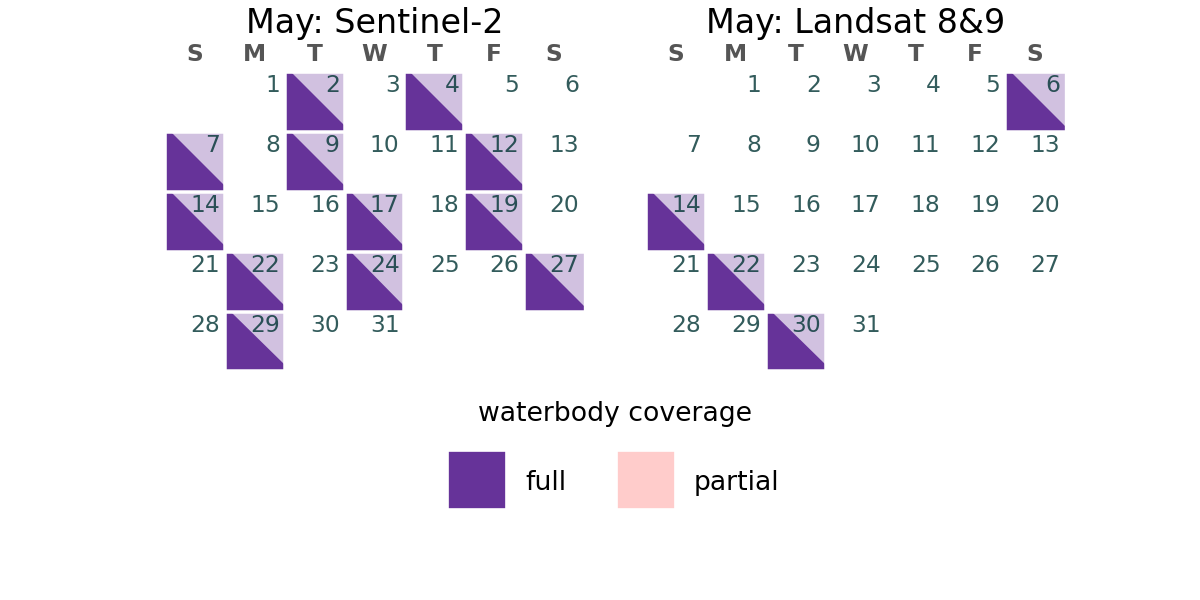 May: Sentinel-2
S M T W T F S
1 2 3 4 5 6
7 8 9 10 11 12 13
14 15 16 17 18 19 20
21 22 23 24 25 26 27
28 29 30 31
May: Landsat 8&9
S M T W T F S
1 2 3 4 5 6
7 8 9 10 11 12 13
14 15 16 17 18 19 20
21 22 23 24 25 26 27
28 29 30 31
waterbody coverage
full partial